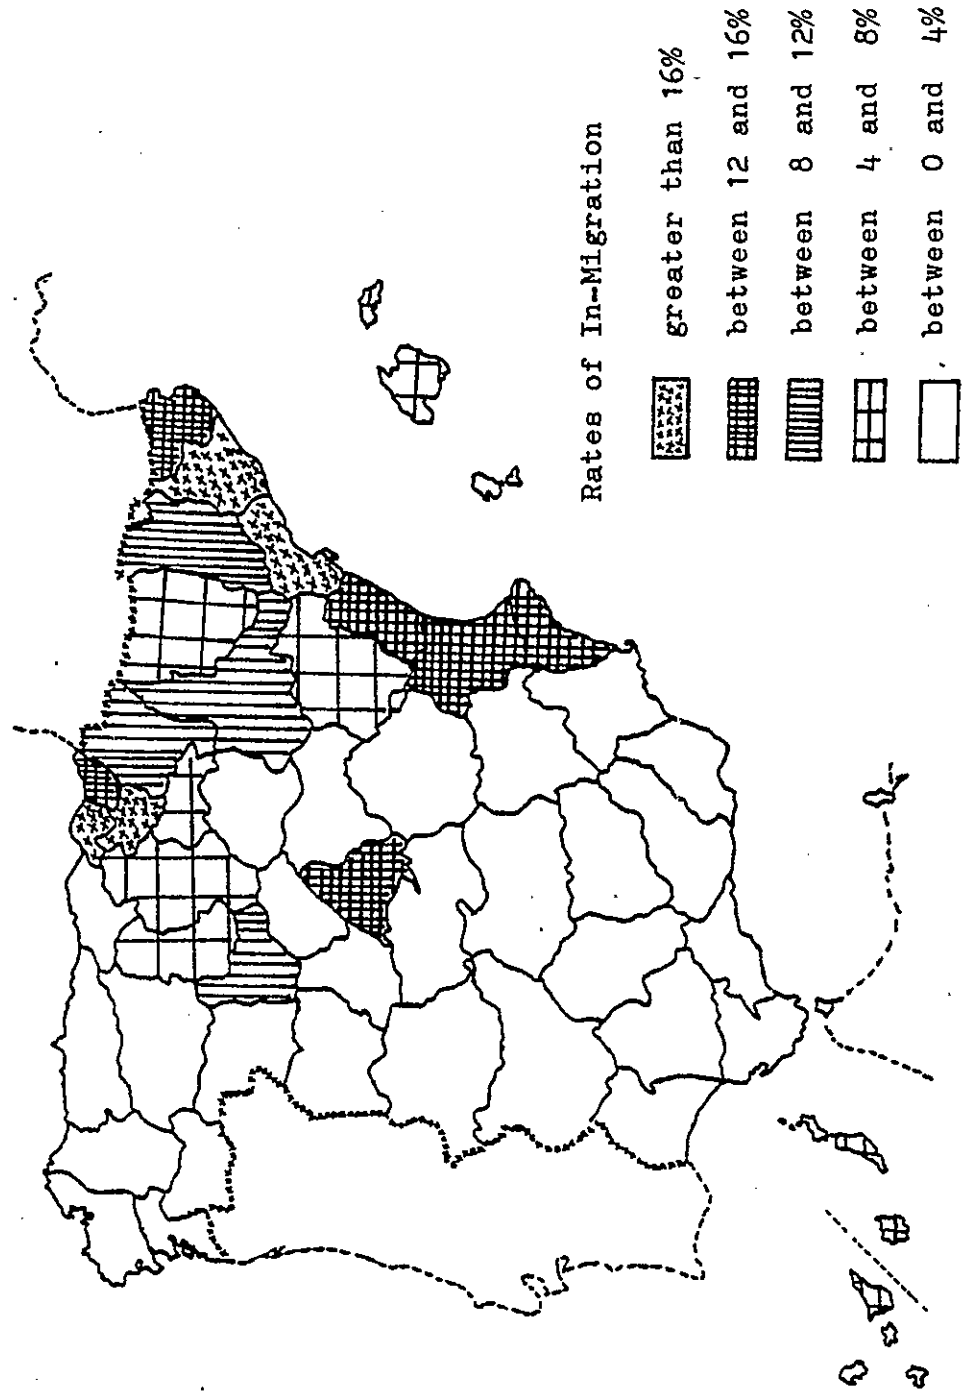 Rates of In-Migration
greater than 16%
between 12 and 16%
between 8 and 12%
between 4 and 8%
between 0 and 4%